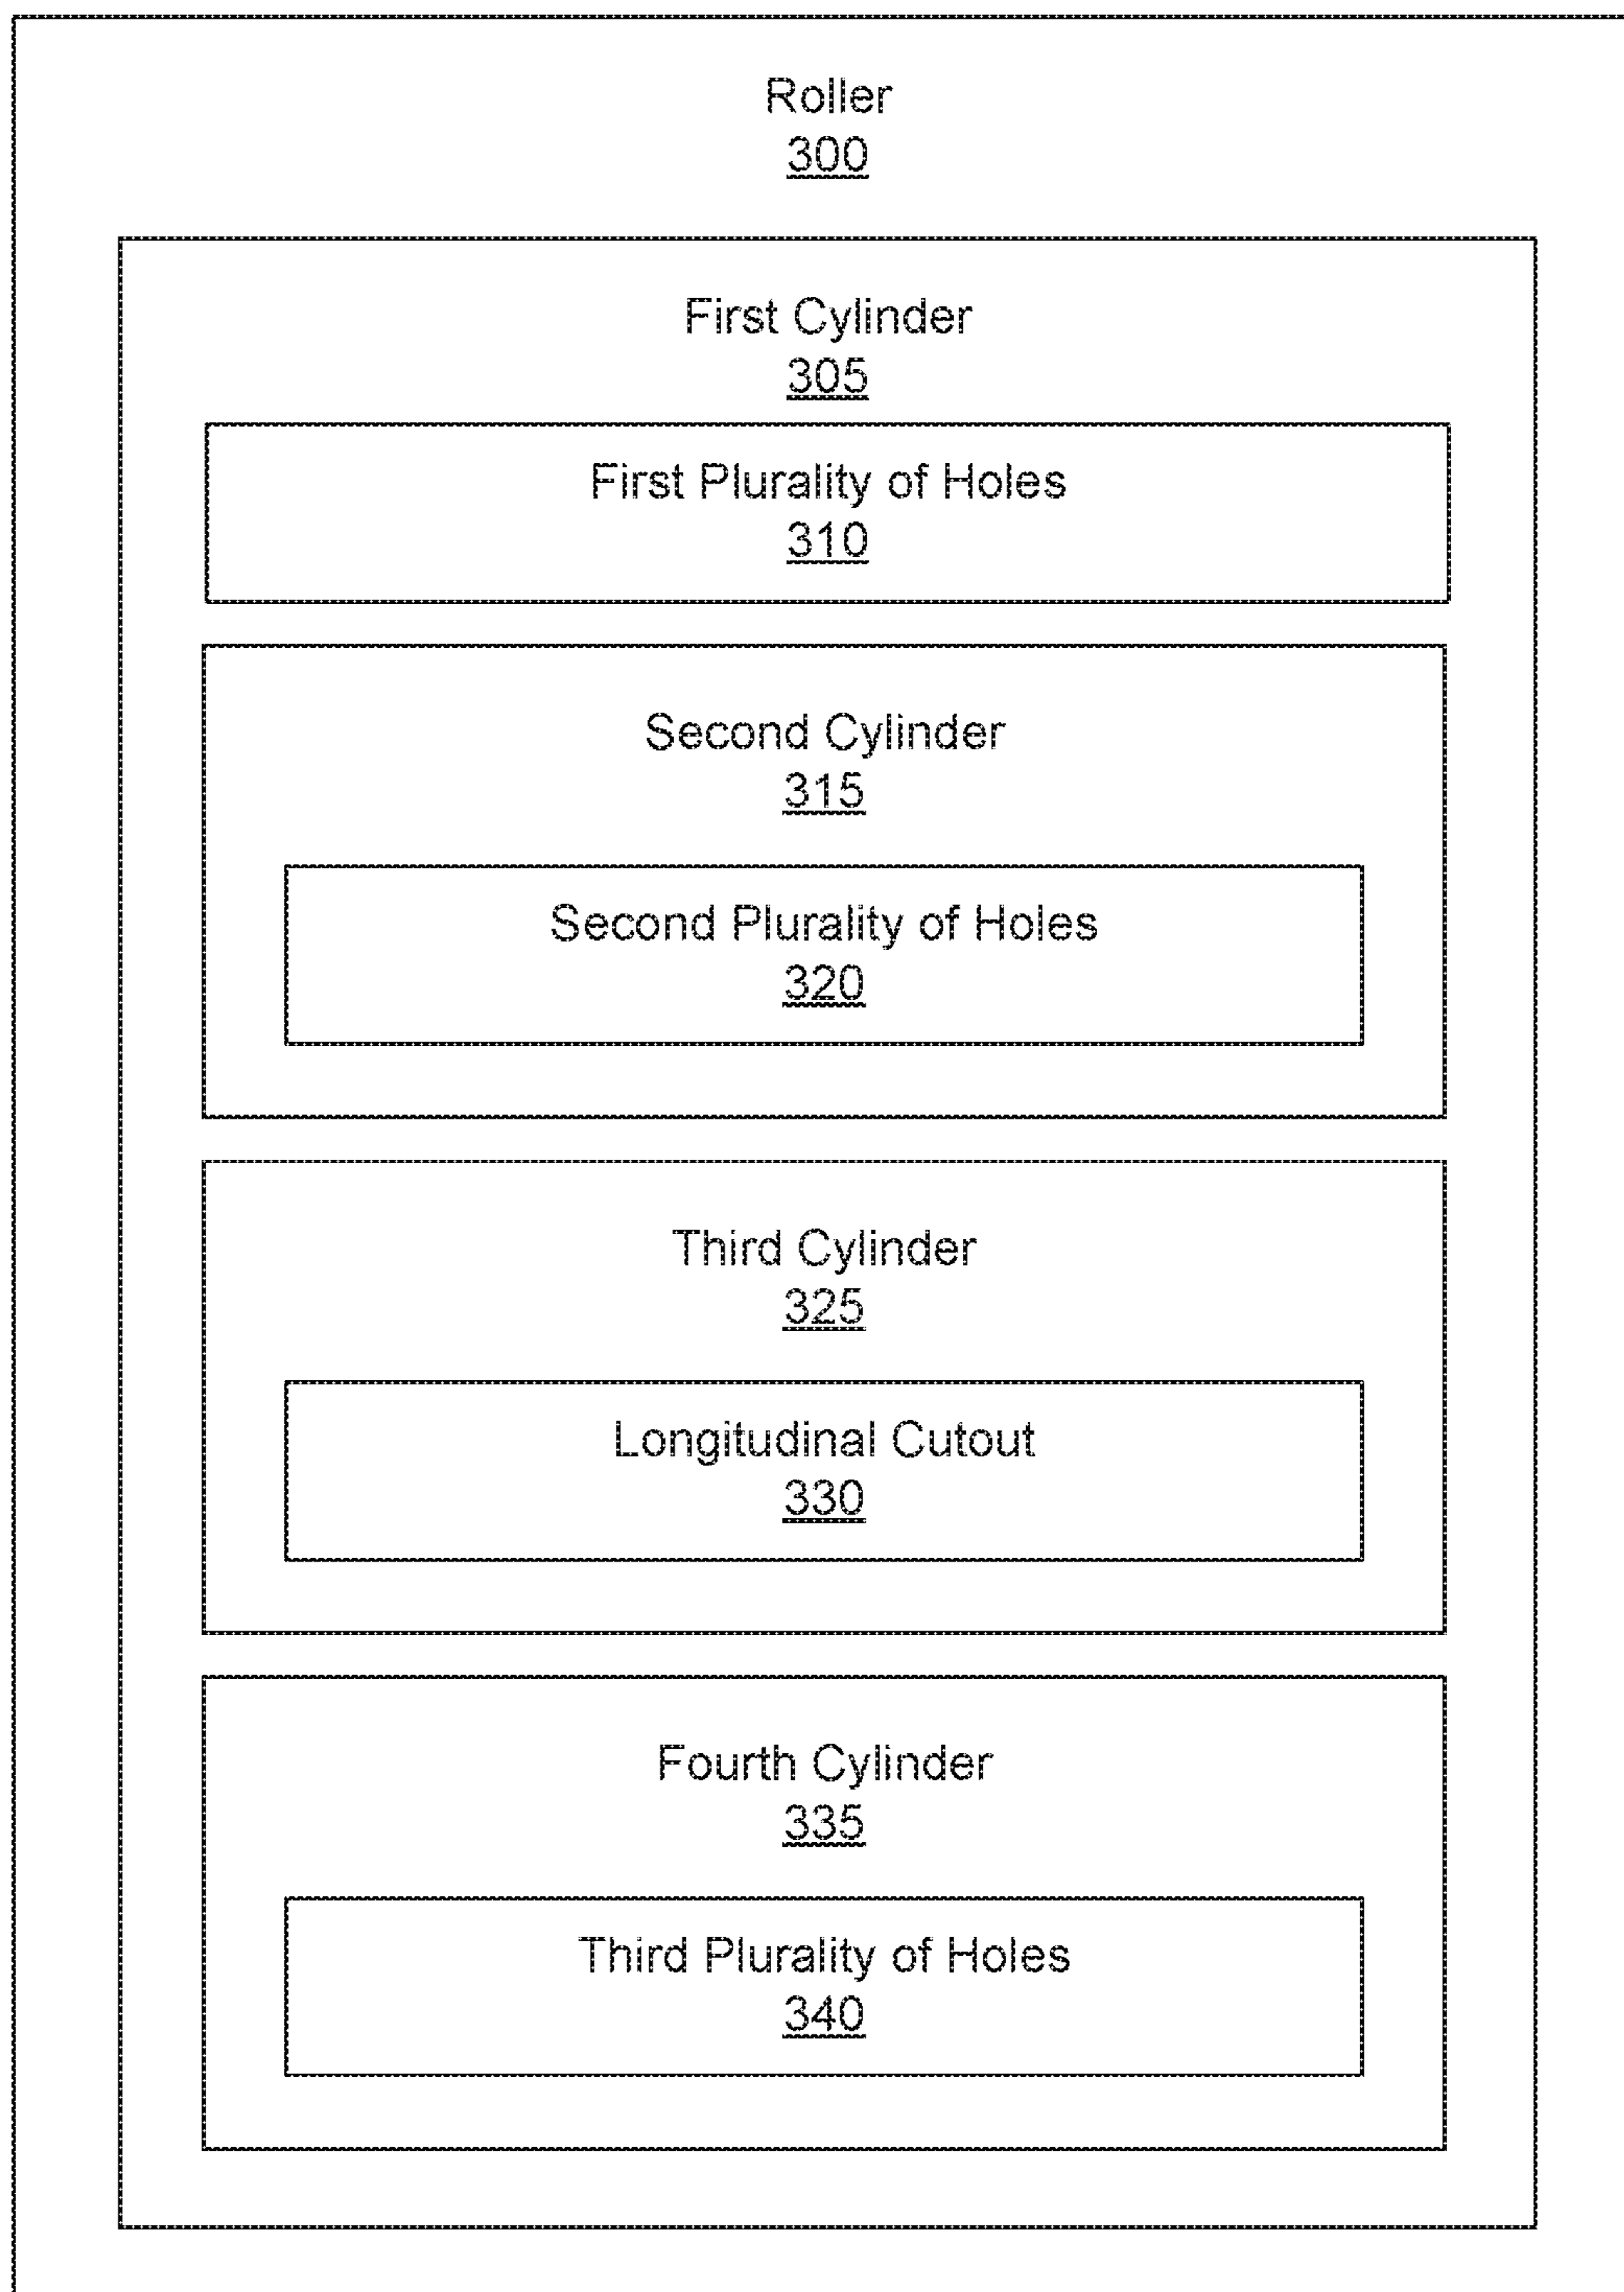 Roller
300
First Cylinder
305
First Plurality of Holes
310
Second Cylinder
315
Second Plurality of Holes
320
Third Cylinder
325
Longitudinal Cutout
330
Fourth Cylinder
335
Third Plurality of Holes
340